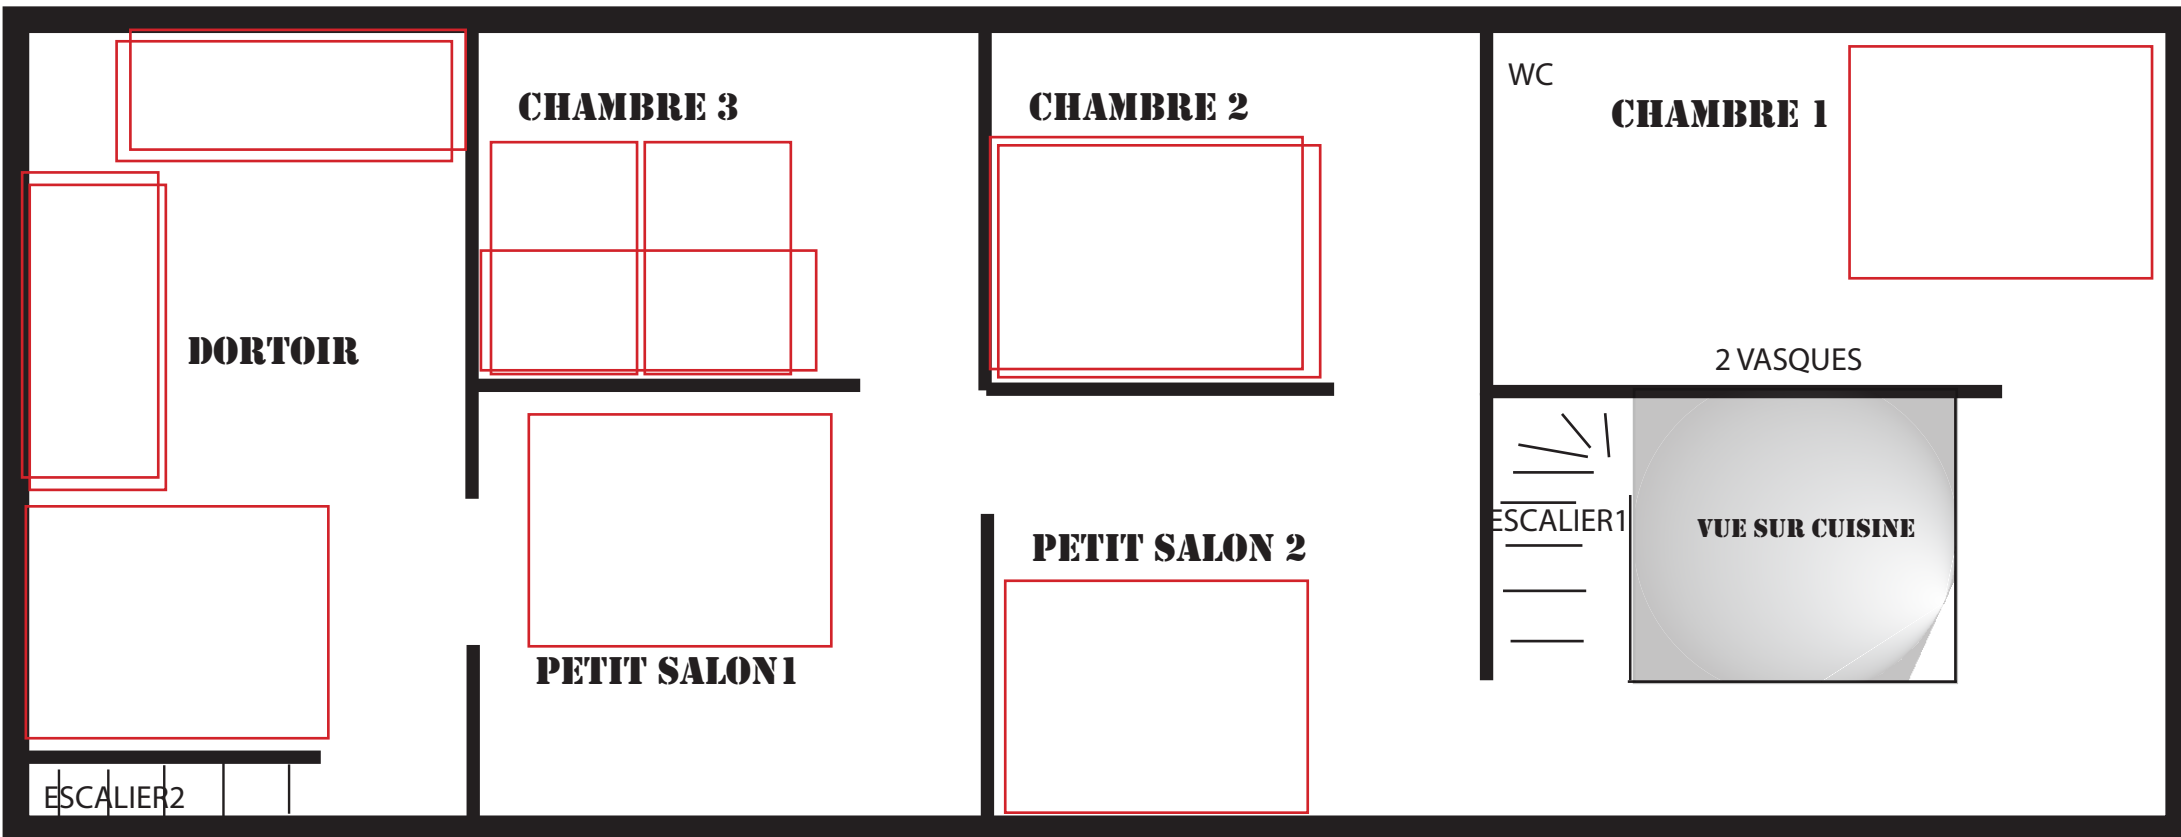 WC
CHAMBRE 3
CHAMBRE 2
CHAMBRE 1
DORTOIR
2 VASQUES
ESCALIER1
VUE SUR CUISINE
PETIT SALON 2
PETIT SALON1
ESCALIER2